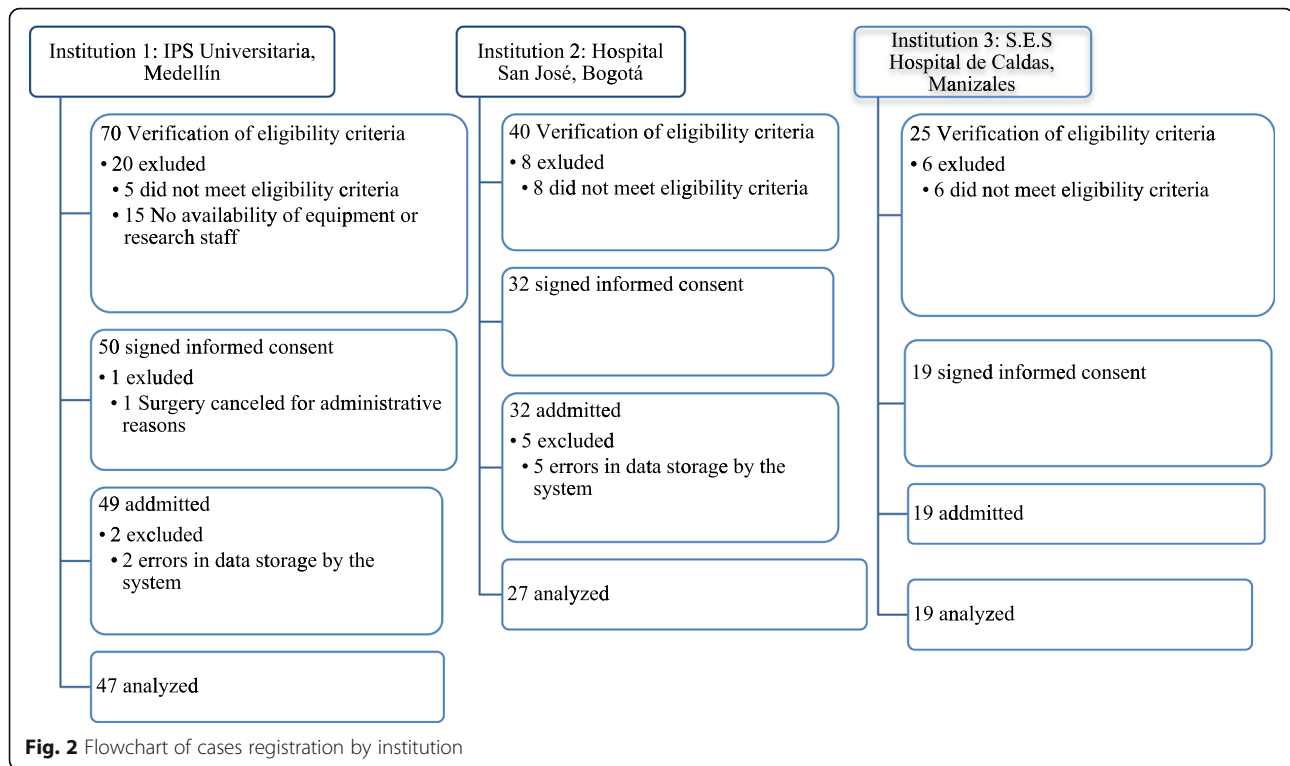 Institution 1: IPS Universitaria,
Medellín
70 Verification of eligibility criteria
• 20 exluded
• 5 did not meet eligibility criteria
• 15 No availability of equipment or
research staff
50 signed informed consent
• 1 exluded
• 1 Surgery canceled for administrative
reasons
49 addmitted
• 2 excluded
• 2 errors in data storage by the
system
47 analyzed
Institution 2: Hospital
San José, Bogotá
40 Verification of eligibility criteria
• 8 exluded
• 8 did not meet eligibility criteria
32 signed informed consent
32 addmitted
• 5 excluded
• 5 errors in data storage by the
system
27 analyzed
Institution 3: S.E.S
Hospital de Caldas,
Manizales
25 Verification of eligibility criteria
• 6 exluded
• 6 did not meet eligibility criteria
19 signed informed consent
19 addmitted
19 analyzed
Fig. 2 Flowchart of cases registration by institution